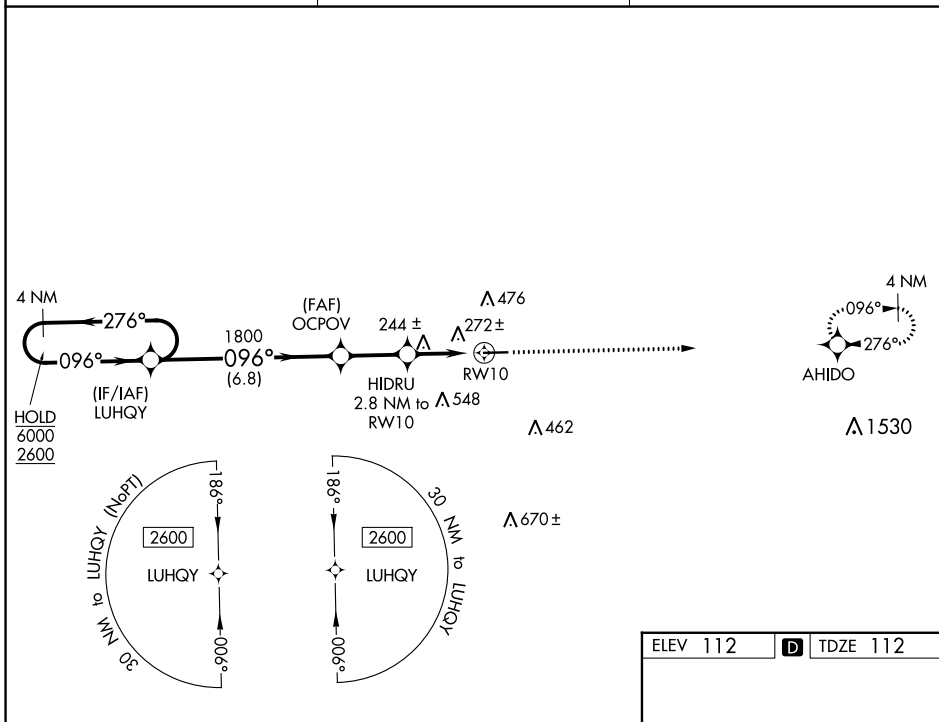 4 NM
276°
096°
HOLD
6000
2600
(IF/IAF)
LUHQY
1800
096°
(6.8)
(FAF)
OCPOV
244 ±
HIDRU
2.8 NM to
RW10
476
272±
RW10
548
462
670 ±
4 NM
096°
276°
AHIDO
1530
30 NM to LUHQY (NoPT)
186°
2600
LUHQY
006°
186°
2600
LUHQY
006°
30 NM to LUHQY
ELEV 112 D TDZE 112